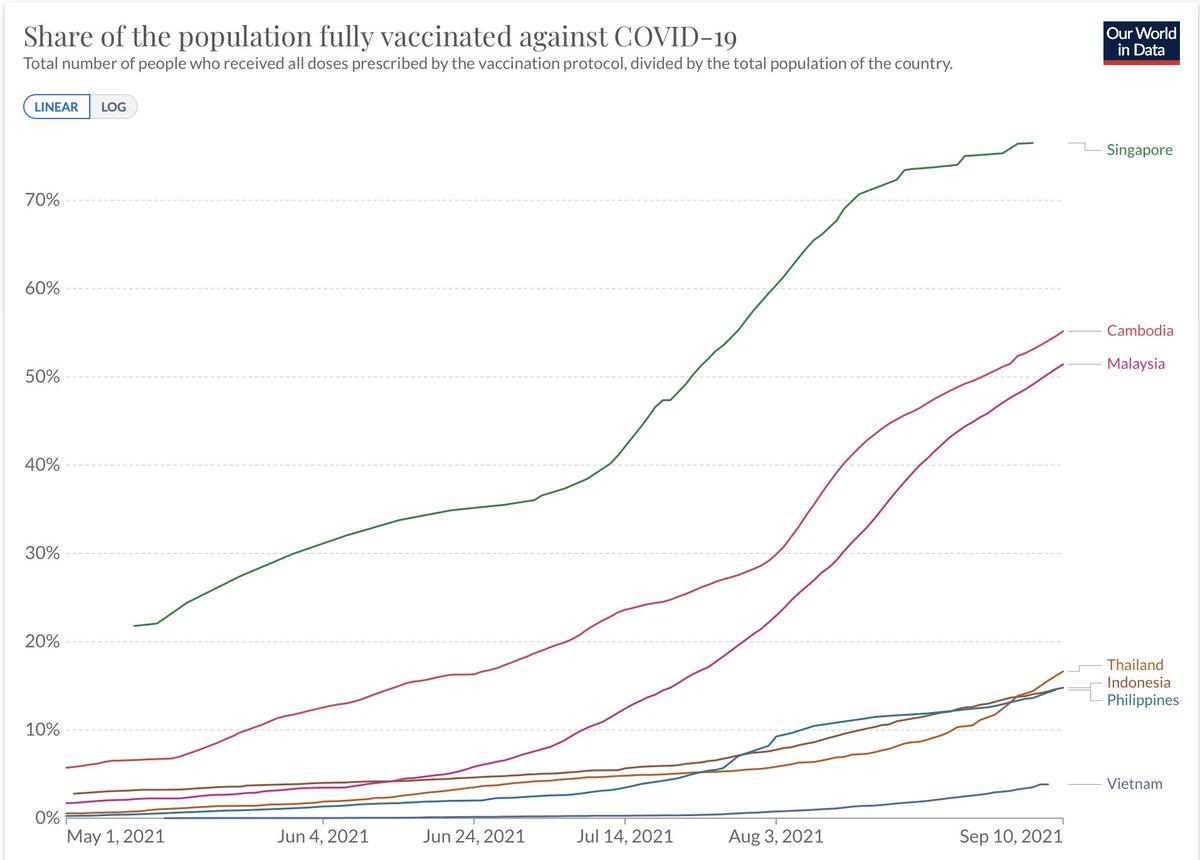 Share of the population fully vaccinated against COVID-19
Our World
in Data
Total number of people who received all doses prescribed by the vaccination protocol, divided by the total population of the country.
LINEAR
LOG
Singapore
70%
60%
Cambodia
Malaysia
50%
40%
30%
20%
Thailand
Indonesia
Philippines
10%
Vietnam
0%
May 1, 2021
Jun 4, 2021
Jun 24, 2021
Jul 14, 2021
Aug 3, 2021
Sep 10, 2021